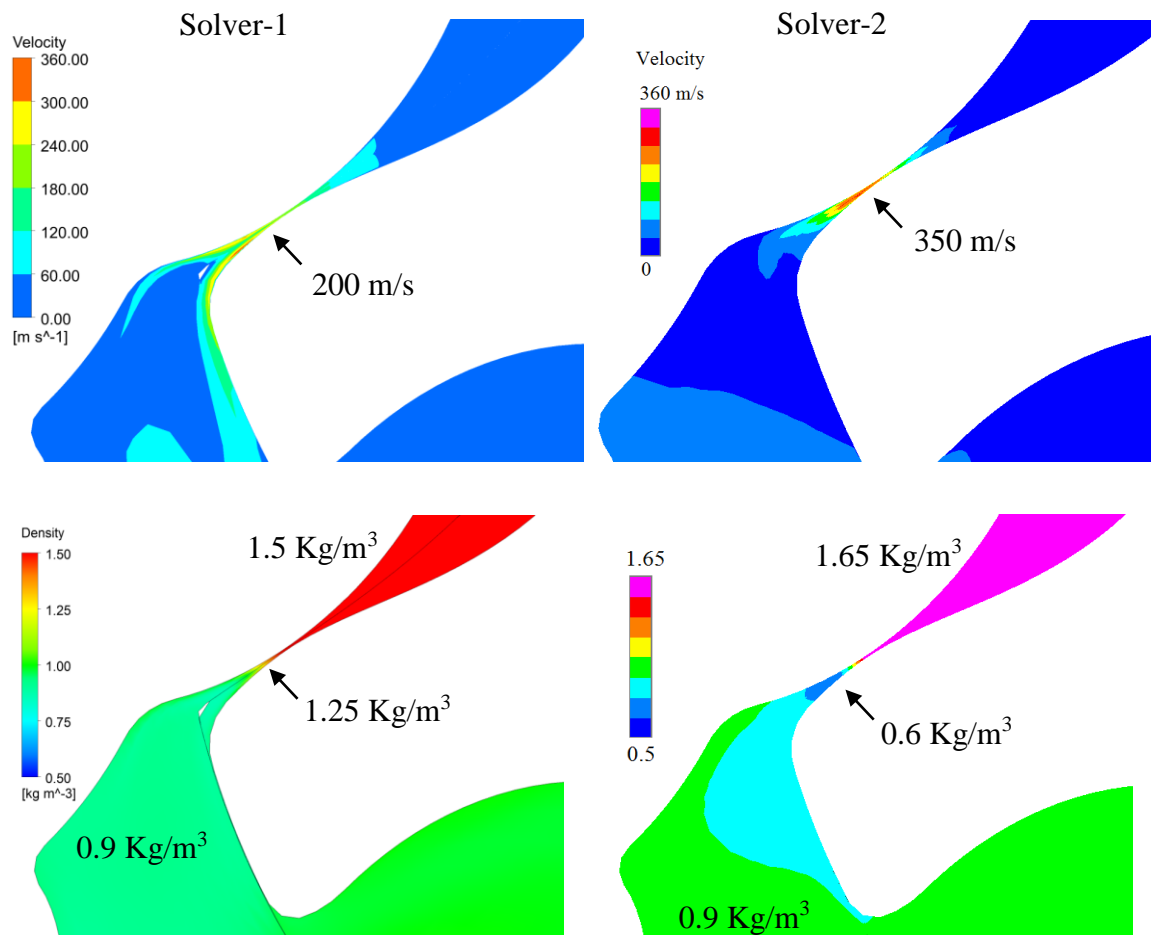 Solver-1
Solver-2
Velocity
360.00
300.00
240.00
180.00
120.00
60.00
0.00
[m s^-1]
200 m/s
Velocity
360 m/s
0
350 m/s
Density
1.50
1.25
1.00
0.75
0.50
[kg m^-3]
1.5 Kg/m³
1.25 Kg/m³
0.9 Kg/m³
1.65
0.5
1.65 Kg/m³
0.6 Kg/m³
0.9 Kg/m³